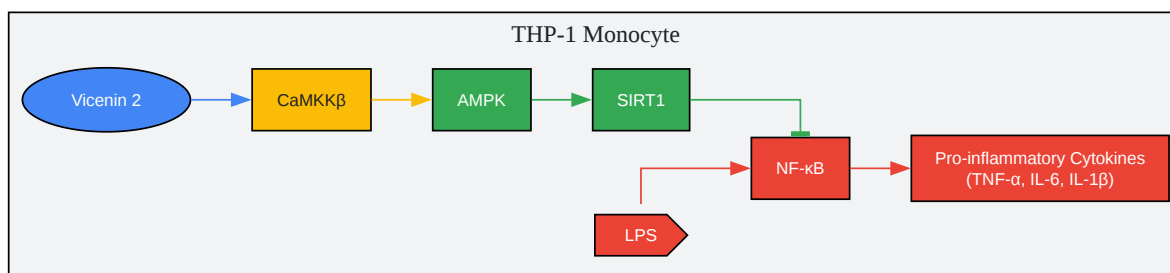 THP-1 Monocyte
Vicenin 2
CaMKKβ
AMPK
SIRT1
NF-κB
Pro-inflammatory Cytokines
(TNF-α, IL-6, IL-1β)
LPS